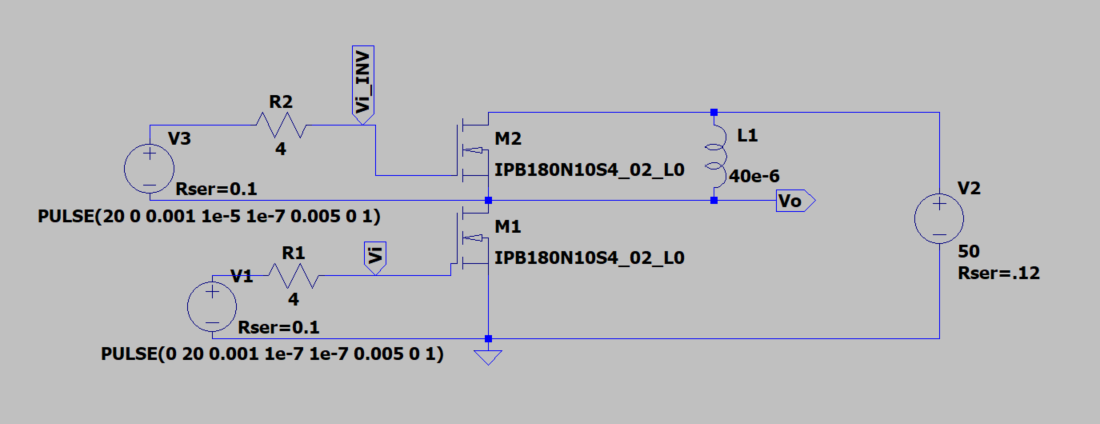 Vi_INV
R2
V3
4
M2
IPB180N10S4_02_L0
L1
40e-6
Rser=0.1
PULSE(20 0 0.001 1e-5 1e-7 0.005 0 1)
Vo
V2
50
Rser=.12
M1
IPB180N10S4_02_L0
R1
Vi
V1
4
Rser=0.1
PULSE(0 20 0.001 1e-7 1e-7 0.005 0 1)